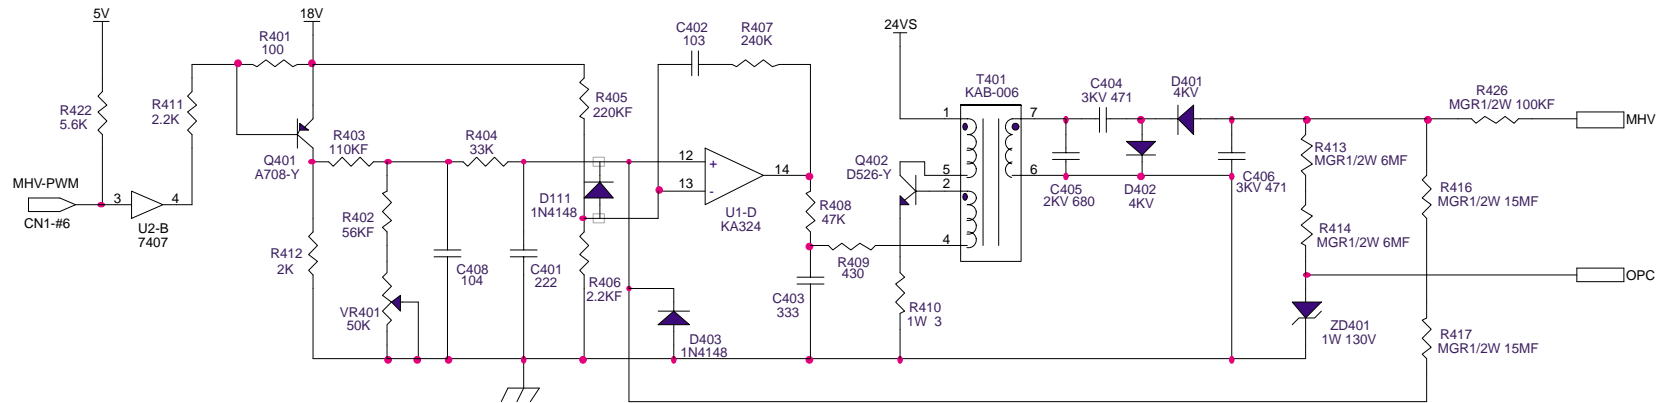 5V
18V
R401
100
R422
5.6K
R411
2.2K
MHV-PWM
CN1-#6
3
4
U2-B
7407
Q401
A708-Y
R403
110KF
R404
33K
R402
56KF
R412
2K
VR401
50K
C408
104
C401
222
D111
1N4148
R405
220KF
R406
2.2KF
D403
1N4148
C402
103
R407
240K
12
+
13
-
14
U1-D
KA324
R408
47K
C403
333
R409
430
24VS
Q402
D526-Y
R410
1W 3
T401
KAB-006
1
5
2
4
7
6
C404
3KV 471
D401
4KV
C405
2KV 680
D402
4KV
C406
3KV 471
R413
MGR1/2W 6MF
R414
MGR1/2W 6MF
ZD401
1W 130V
R426
MGR1/2W 100KF
MHV
R416
MGR1/2W 15MF
OPC
R417
MGR1/2W 15MF